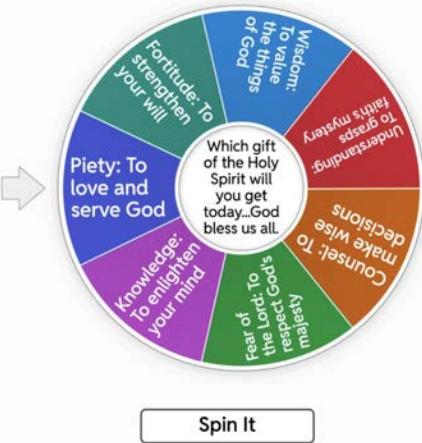 Wisdom:
To value
the things
of God
Understanding:
To grasps
faith's mystery
Counsel: To
make wise
decisions
Fear of
the Lord: To
respect God's
majesty
Knowledge:
To enlighten
your mind
Piety: To
love and
serve God
Fortitude: To
strengthen
your will
Which gift
of the Holy
Spirit will
you get
today...God
bless us all.
Spin It